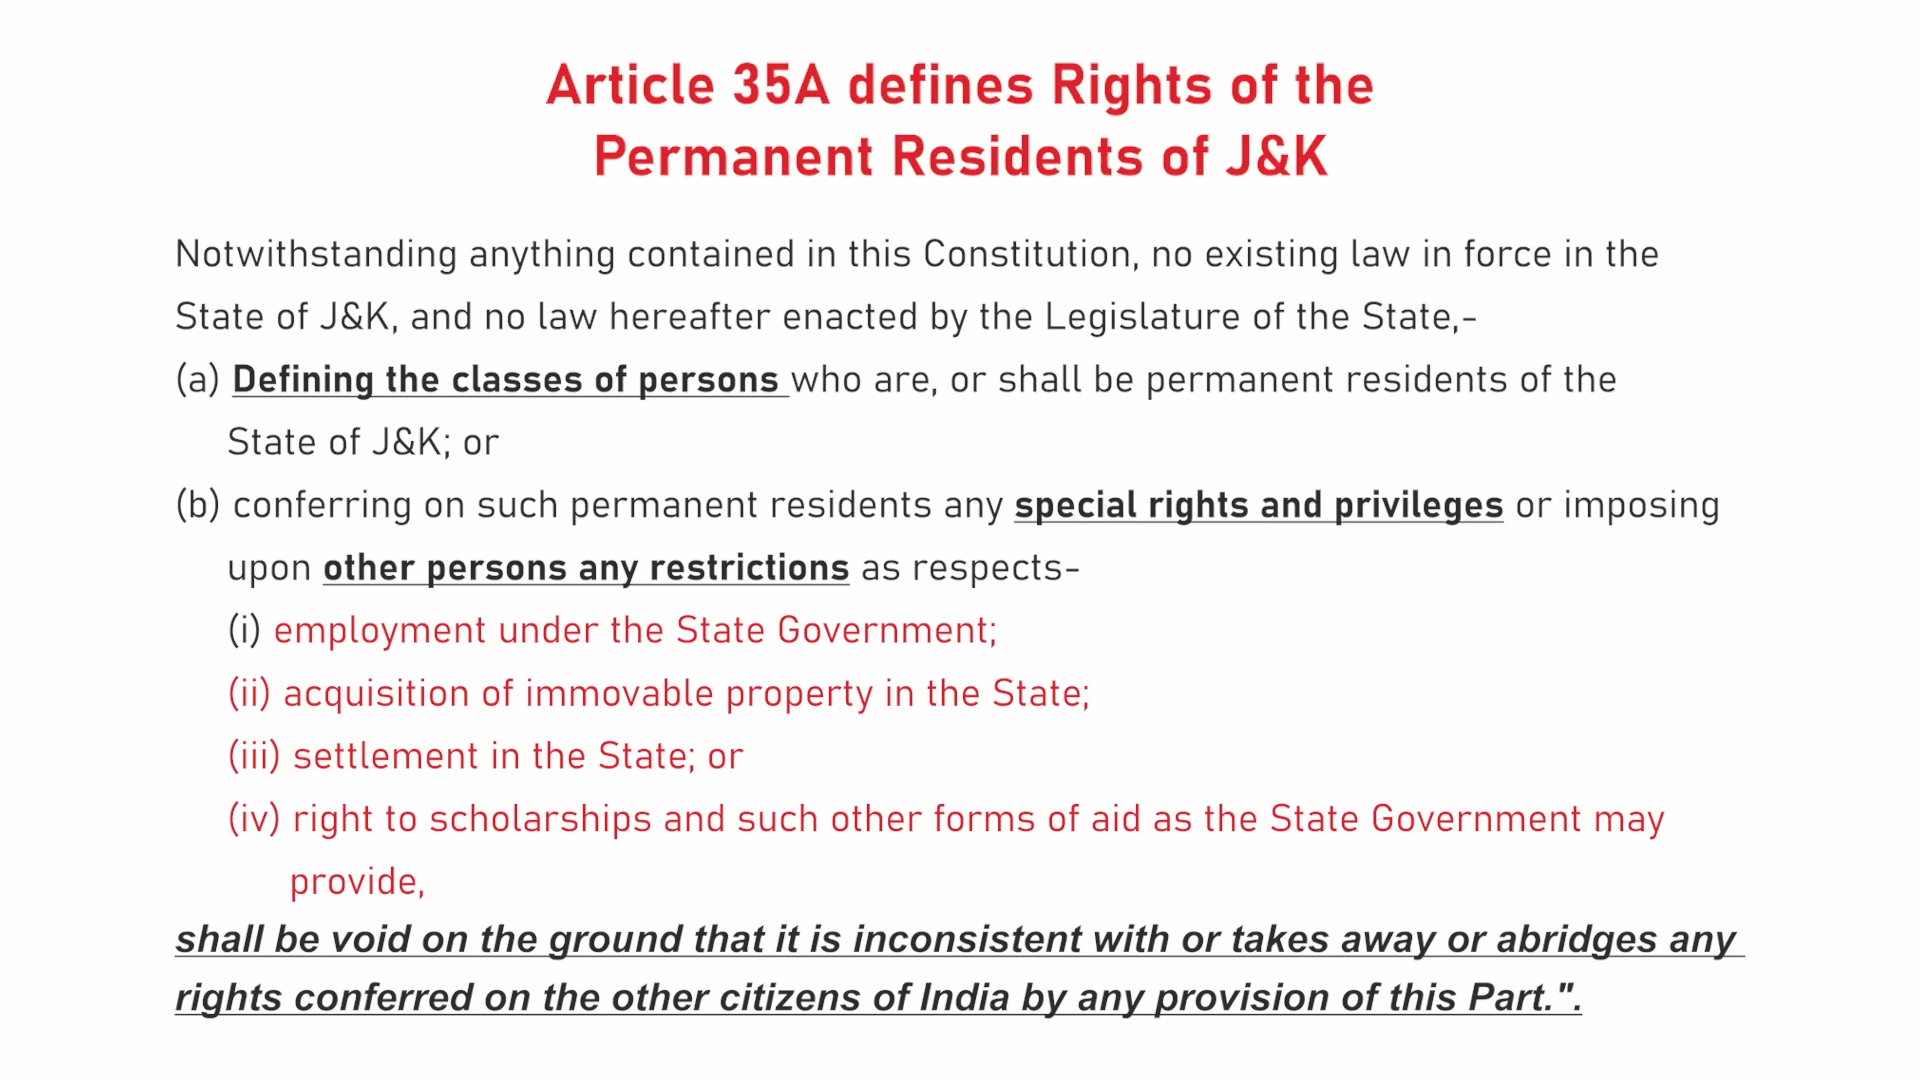 Article 35A defines Rights of the
Permanent Residents of J&K
Notwithstanding anything contained in this Constitution, no existing law in force in the
State of J&K, and no law hereafter enacted by the Legislature of the State,-
(a) Defining the classes of persons who are, or shall be permanent residents of the
State of J&K; or
(b) conferring on such permanent residents any special rights and privileges or imposing
upon other persons any restrictions as respects-
(i) employment under the State Government;
(ii) acquisition of immovable property in the State;
(iii) settlement in the State; or
(iv) right to scholarships and such other forms of aid as the State Government may
provide,
shall be void on the ground that it is inconsistent with or takes away or abridges any
rights conferred on the other citizens of India by any provision of this Part.".